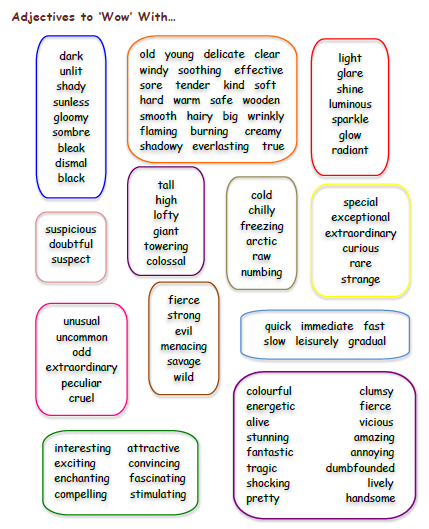 Adjectives to ‘Wow’ With…
dark
unlit
shady
sunless
gloomy
sombre
bleak
dismal
black
old young delicate clear
windy soothing effective
sore tender kind soft
hard warm safe wooden
smooth hairy big wrinkly
flaming burning creamy
shadowy everlasting true
light
glare
shine
luminous
sparkle
glow
radiant
suspicious
doubtful
suspect
tall
high
lofty
giant
towering
colossal
cold
chilly
freezing
arctic
raw
numbing
special
exceptional
extraordinary
curious
rare
strange
unusual
uncommon
odd
extraordinary
peculiar
cruel
fierce
strong
evil
menacing
savage
wild
quick immediate fast
slow leisurely gradual
interesting attractive
exciting convincing
enchanting fascinating
compelling stimulating
colourful clumsy
energetic fierce
alive vicious
stunning amazing
fantastic annoying
tragic dumbfounded
shocking lively
pretty handsome